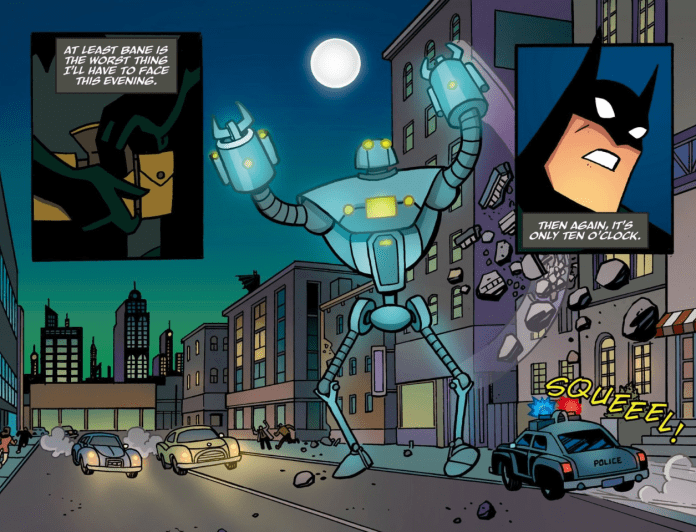 AT LEAST BANE IS
THE WORST THING
I'LL HAVE TO FACE
THIS EVENING.
THEN AGAIN, IT'S
ONLY TEN O'CLOCK.
SQUEEEL!
POLICE